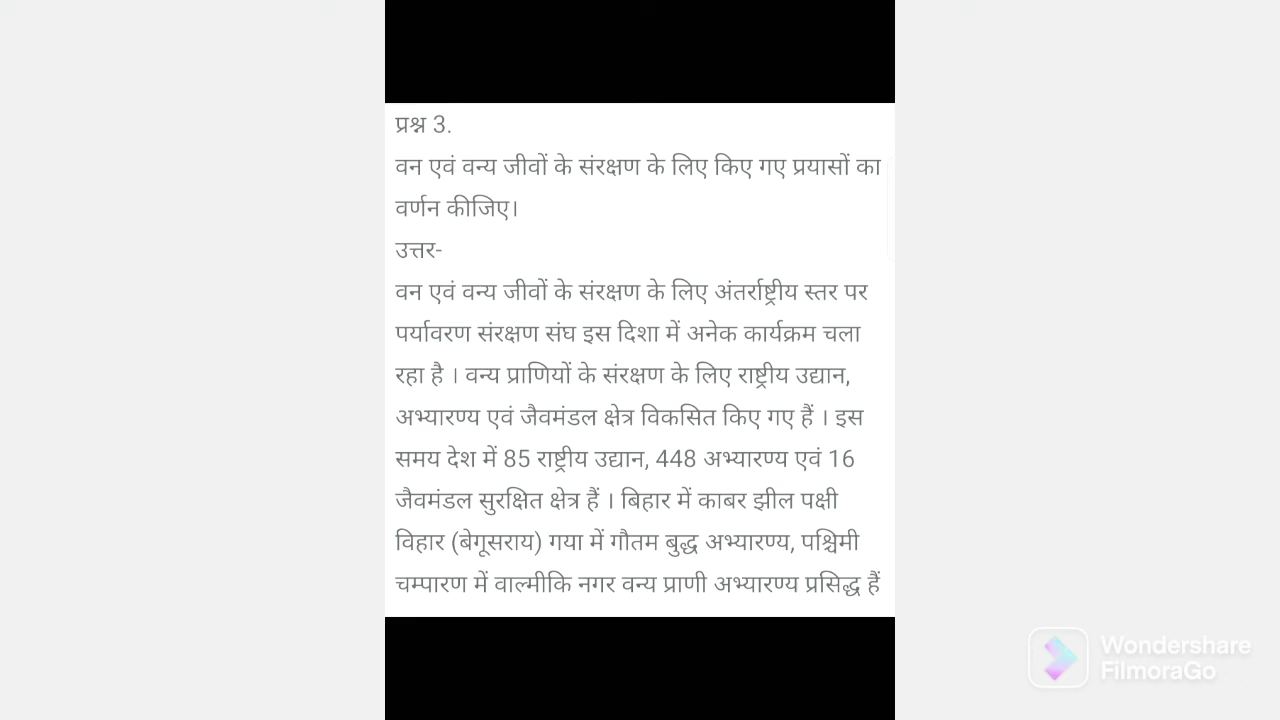 प्रश्न 3.
वन एवं वन्य जीवों के संरक्षण के लिए किए गए प्रयासों का
वर्णन कीजिए।
उत्तर-
वन एवं वन्य जीवों के संरक्षण के लिए अंतर्राष्ट्रीय स्तर पर
पर्यावरण संरक्षण संघ इस दिशा में अनेक कार्यक्रम चला
रहा है । वन्य प्राणियों के संरक्षण के लिए राष्ट्रीय उद्यान,
अभ्यारण्य एवं जैवमंडल क्षेत्र विकसित किए गए हैं । इस
समय देश में 85 राष्ट्रीय उद्यान, 448 अभ्यारण्य एवं 16
जैवमंडल सुरक्षित क्षेत्र हैं । बिहार में काबर झील पक्षी
विहार (बेगूसराय) गया में गौतम बुद्ध अभ्यारण्य, पश्चिमी
चम्पारण में वाल्मीकि नगर वन्य प्राणी अभ्यारण्य प्रसिद्ध हैं
Wondershare
FilmoraGo